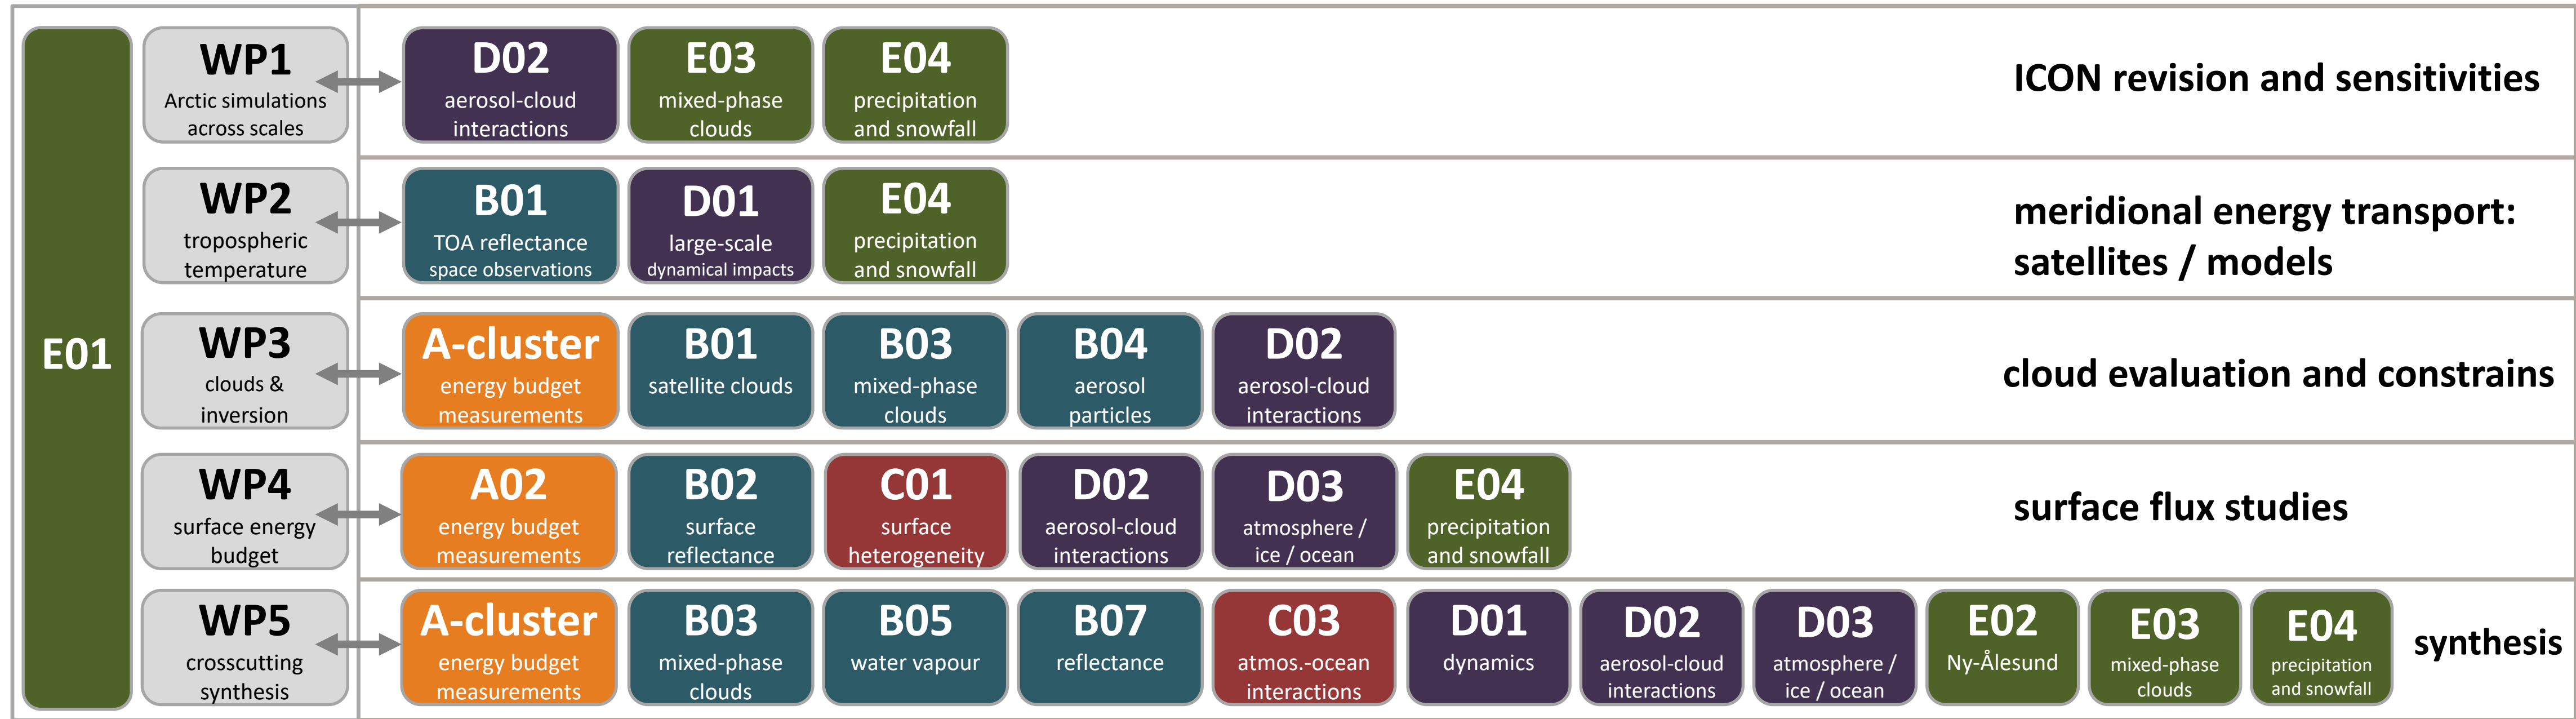 E01
WP1
Arctic simulations
across scales
D02
aerosol-cloud
interactions
E03
mixed-phase
clouds
E04
precipitation
and snowfall
ICON revision and sensitivities
WP2
tropospheric
temperature
B01
TOA reflectance
space observations
D01
large-scale
dynamical impacts
E04
precipitation
and snowfall
meridional energy transport:
satellites / models
WP3
clouds &
inversion
A-cluster
energy budget
measurements
B01
satellite clouds
B03
mixed-phase
clouds
B04
aerosol
particles
D02
aerosol-cloud
interactions
cloud evaluation and constrains
WP4
surface energy
budget
A02
energy budget
measurements
B02
surface
reflectance
C01
surface
heterogeneity
D02
aerosol-cloud
interactions
D03
atmosphere /
ice / ocean
E04
precipitation
and snowfall
surface flux studies
WP5
crosscutting
synthesis
A-cluster
energy budget
measurements
B03
mixed-phase
clouds
B05
water vapour
B07
reflectance
C03
atmos.-ocean
interactions
D01
dynamics
D02
aerosol-cloud
interactions
D03
atmosphere /
ice / ocean
E02
Ny-Ålesund
E03
mixed-phase
clouds
E04
precipitation
and snowfall
synthesis